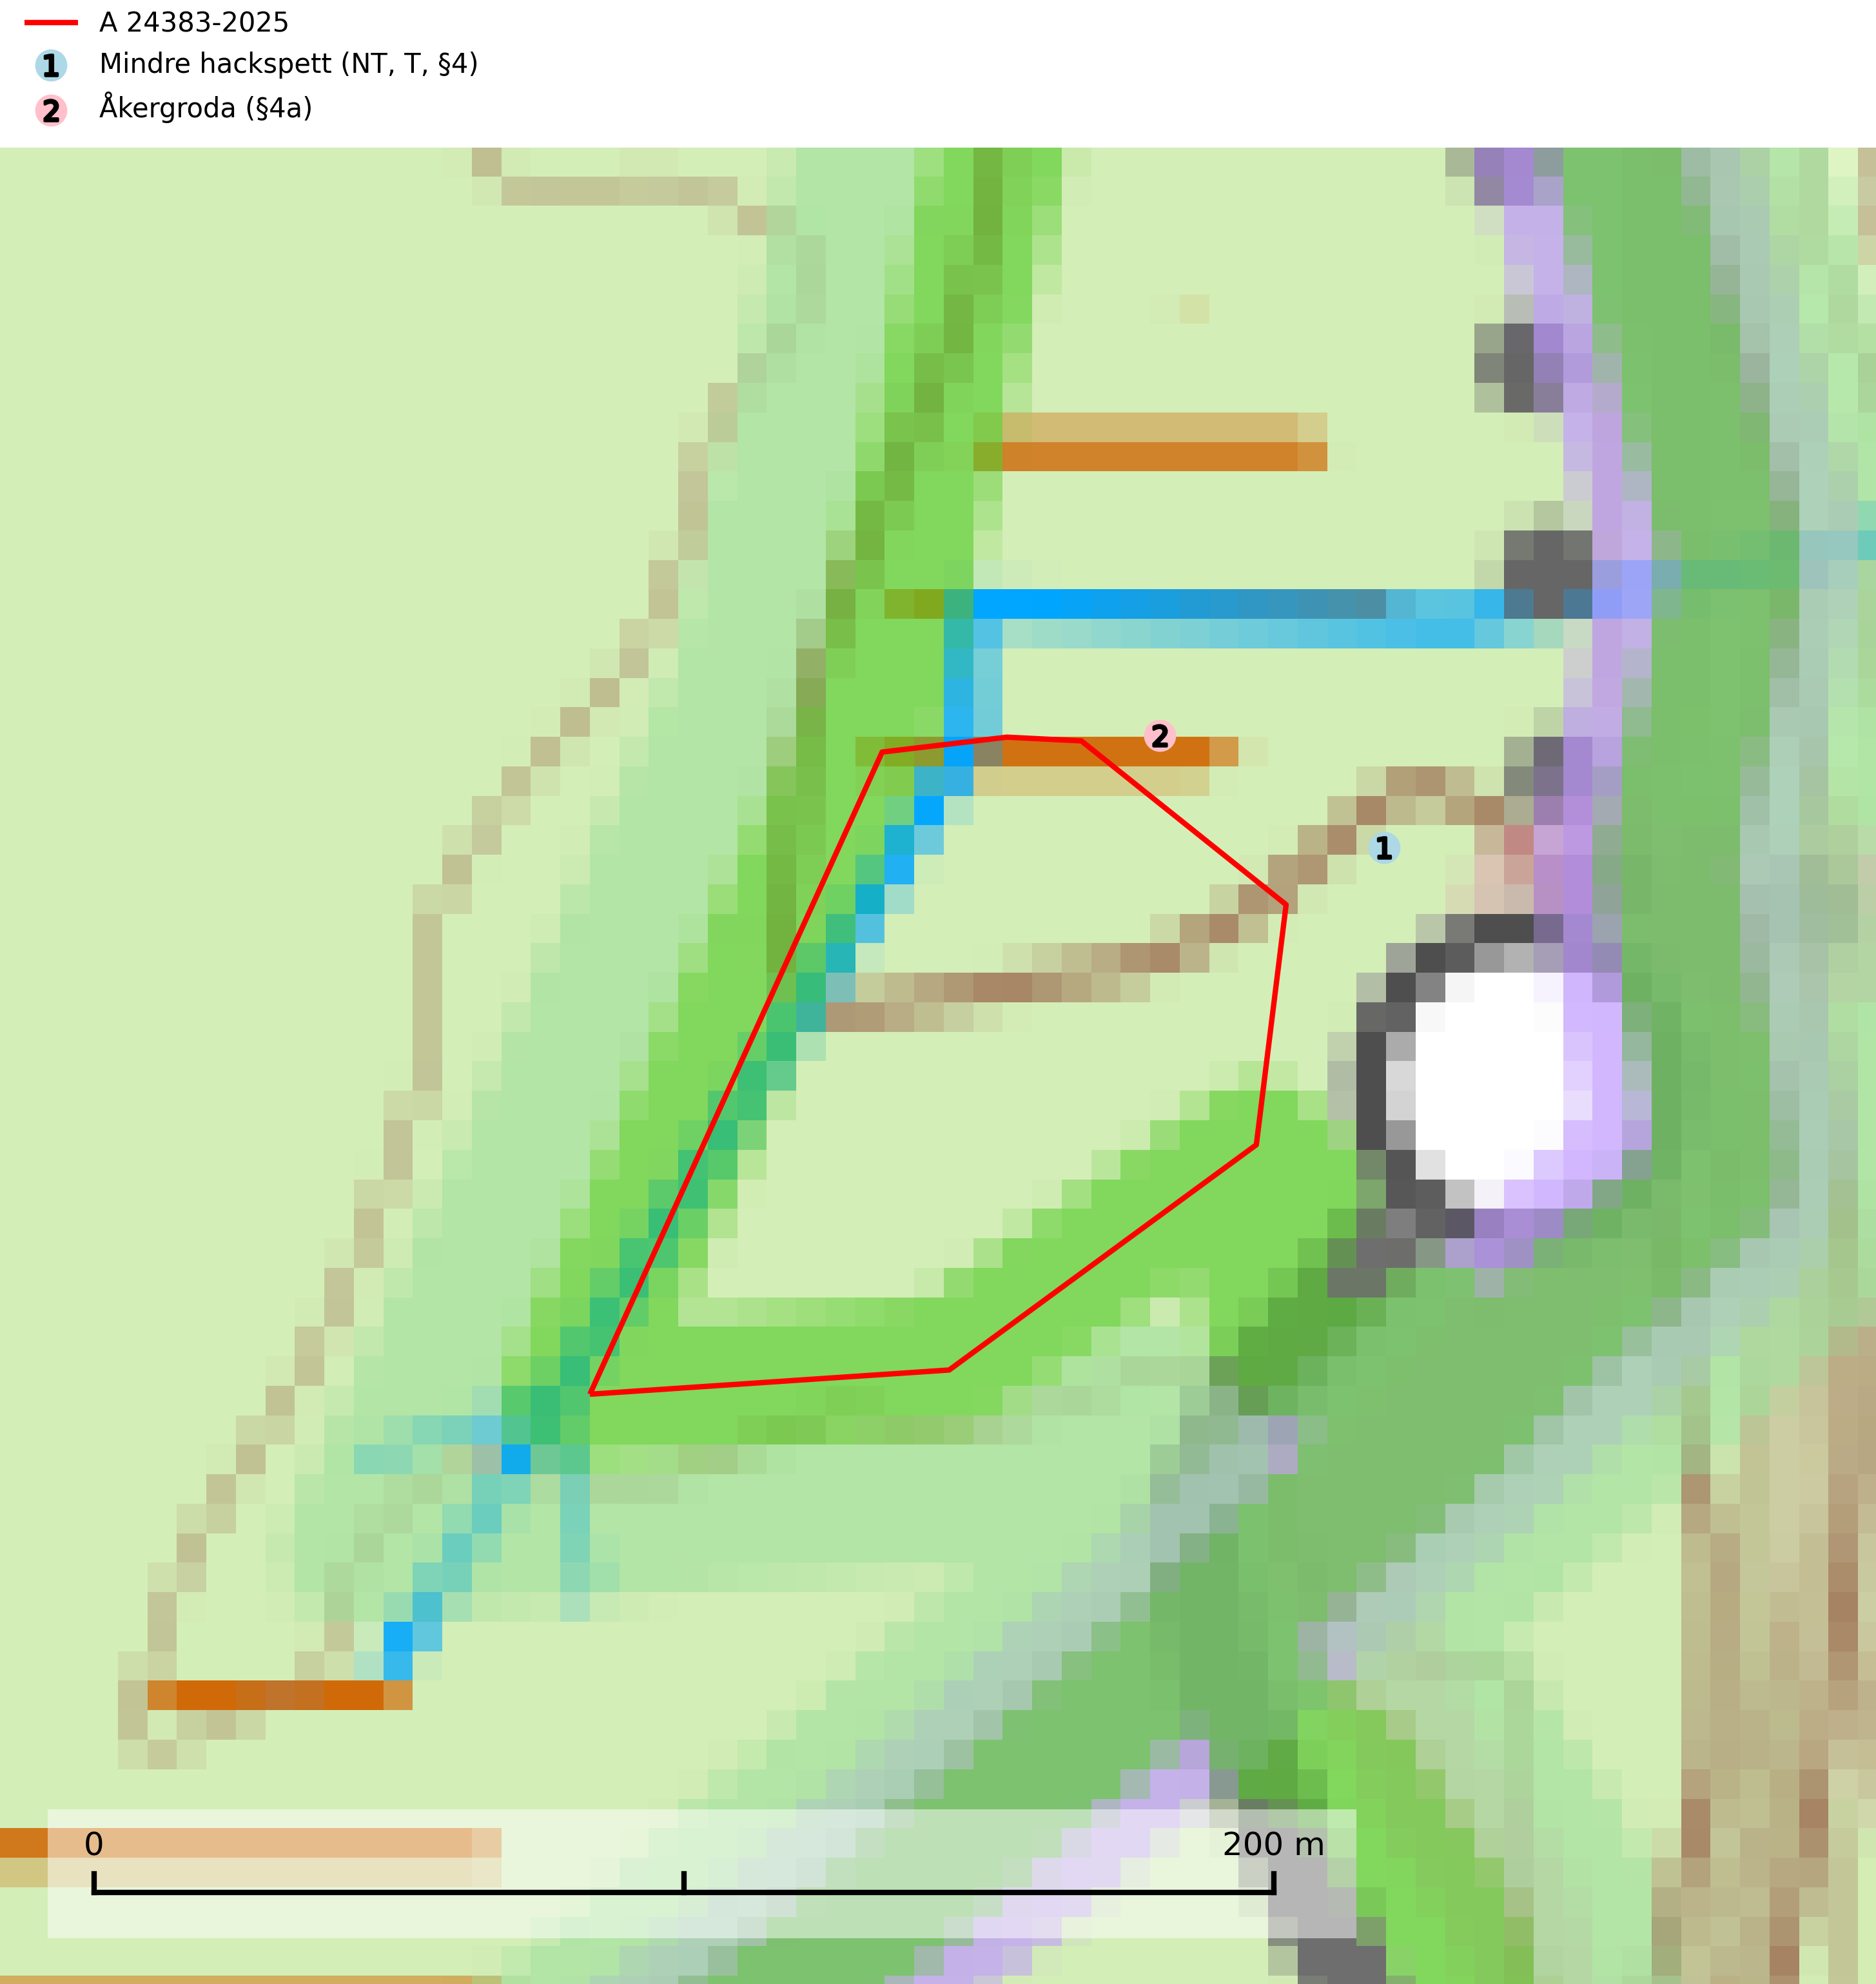 A 24383-2025
1 Mindre hackspett (NT, T, §4)
2 Åkergroda (§4a)
2
1
0 200 m